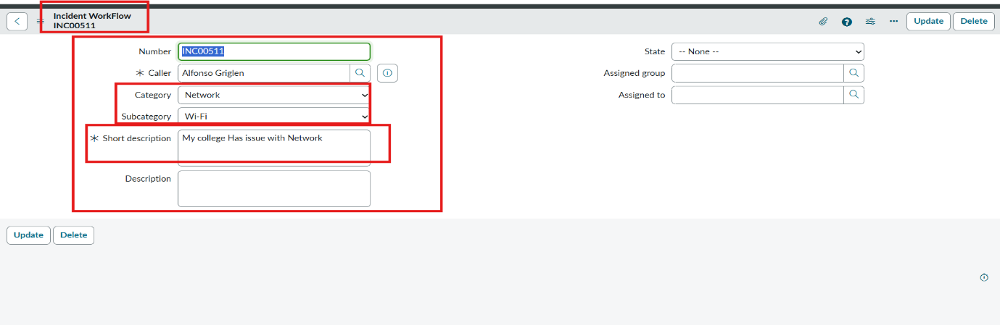 Incident WorkFlow
INC00511
Update
Delete
Number
INC00511
State
-- None --
Caller
Alfonso Griglen
Assigned group
Category
Network
Assigned to
Subcategory
Wi-Fi
Short description
My college Has issue with Network
Description
Update
Delete